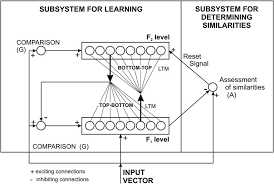 SUBSYSTEM FOR LEARNING
SUBSYSTEM FOR
DETERMINING
SIMILARITIES
COMPARISON
(G)
F₂ level
BOTTOM-TOP
LTM
Reset
Signal
Assessment
of similarities
(A)
LTM
TOP-BOTTOM
F₁ level
COMPARISON (G)
INPUT
VECTOR
+ exciting connections
- inhibiting connenections